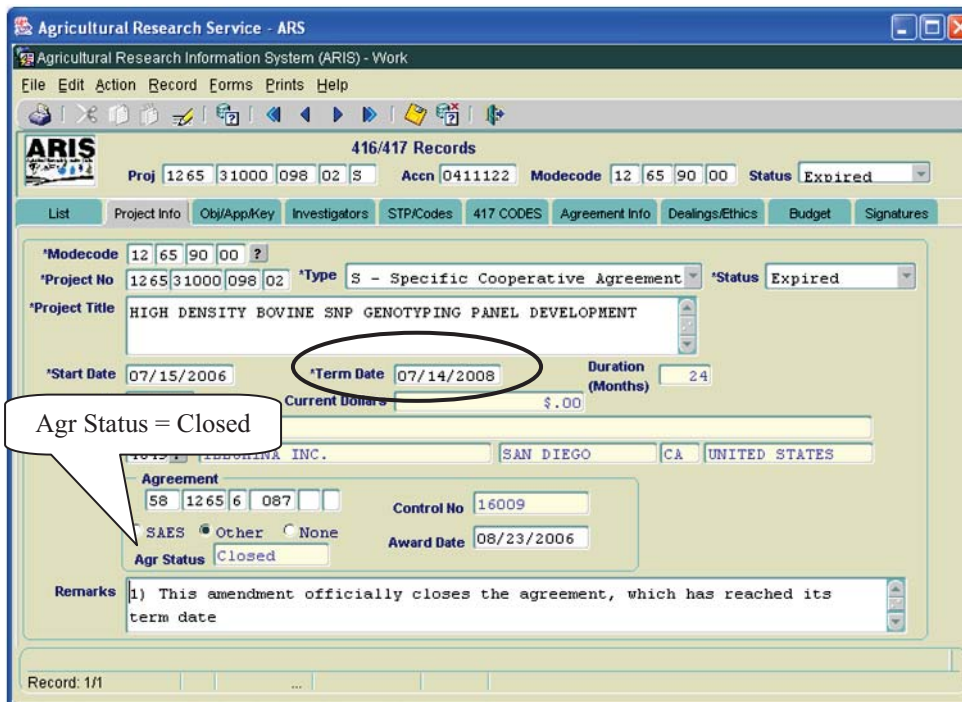 Agricultural Research Service - ARS
Agricultural Research Information System (ARIS) - Work
File Edit Action Record Forms Prints Help
ARIS
416/417 Records
Proj 1265 31000 098 02 S Accn 0411122 Modecode 12 65 90 00 Status Expired
List Project Info Obj/App/Key Investigators STP/Codes 417 CODES Agreement Info Dealings/Ethics Budget Signatures
*Modecode 12 65 90 00 ?
*Project No 1265 31000 098 02 *Type S - Specific Cooperative Agreement *Status Expired
*Project Title HIGH DENSITY BOVINE SNP GENOTYPING PANEL DEVELOPMENT
*Start Date 07/15/2006 *Term Date 07/14/2008 Duration (Months) 24
Current Dollars $.00
Agr Status = Closed
INC. SAN DIEGO CA UNITED STATES
Agreement
58 1265 6 087 Control No 16009
SAES Other None
Award Date 08/23/2006
Agr Status Closed
Remarks 1) This amendment officially closes the agreement, which has reached its
term date
Record: 1/1 ...